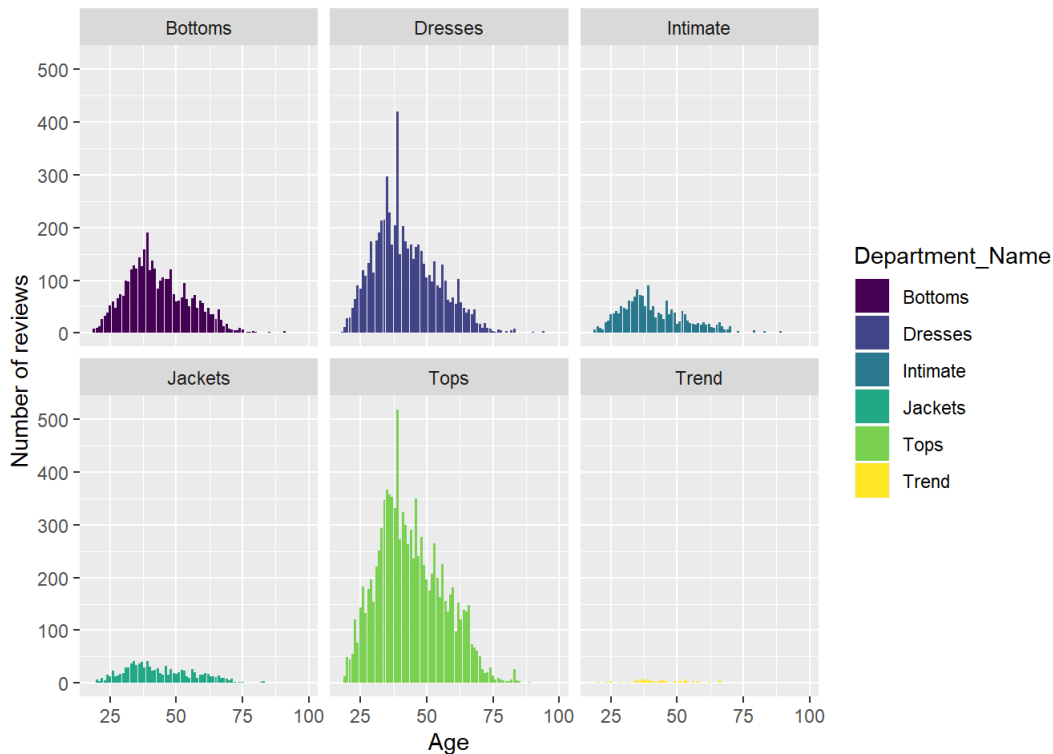 Bottoms Dresses Intimate
500
400
300
200
100
0
Jackets Tops Trend
500
400
300
200
100
0
25 50 75 100 25 50 75 100 25 50 75 100
Age
Number of reviews
Department_Name
Bottoms
Dresses
Intimate
Jackets
Tops
Trend